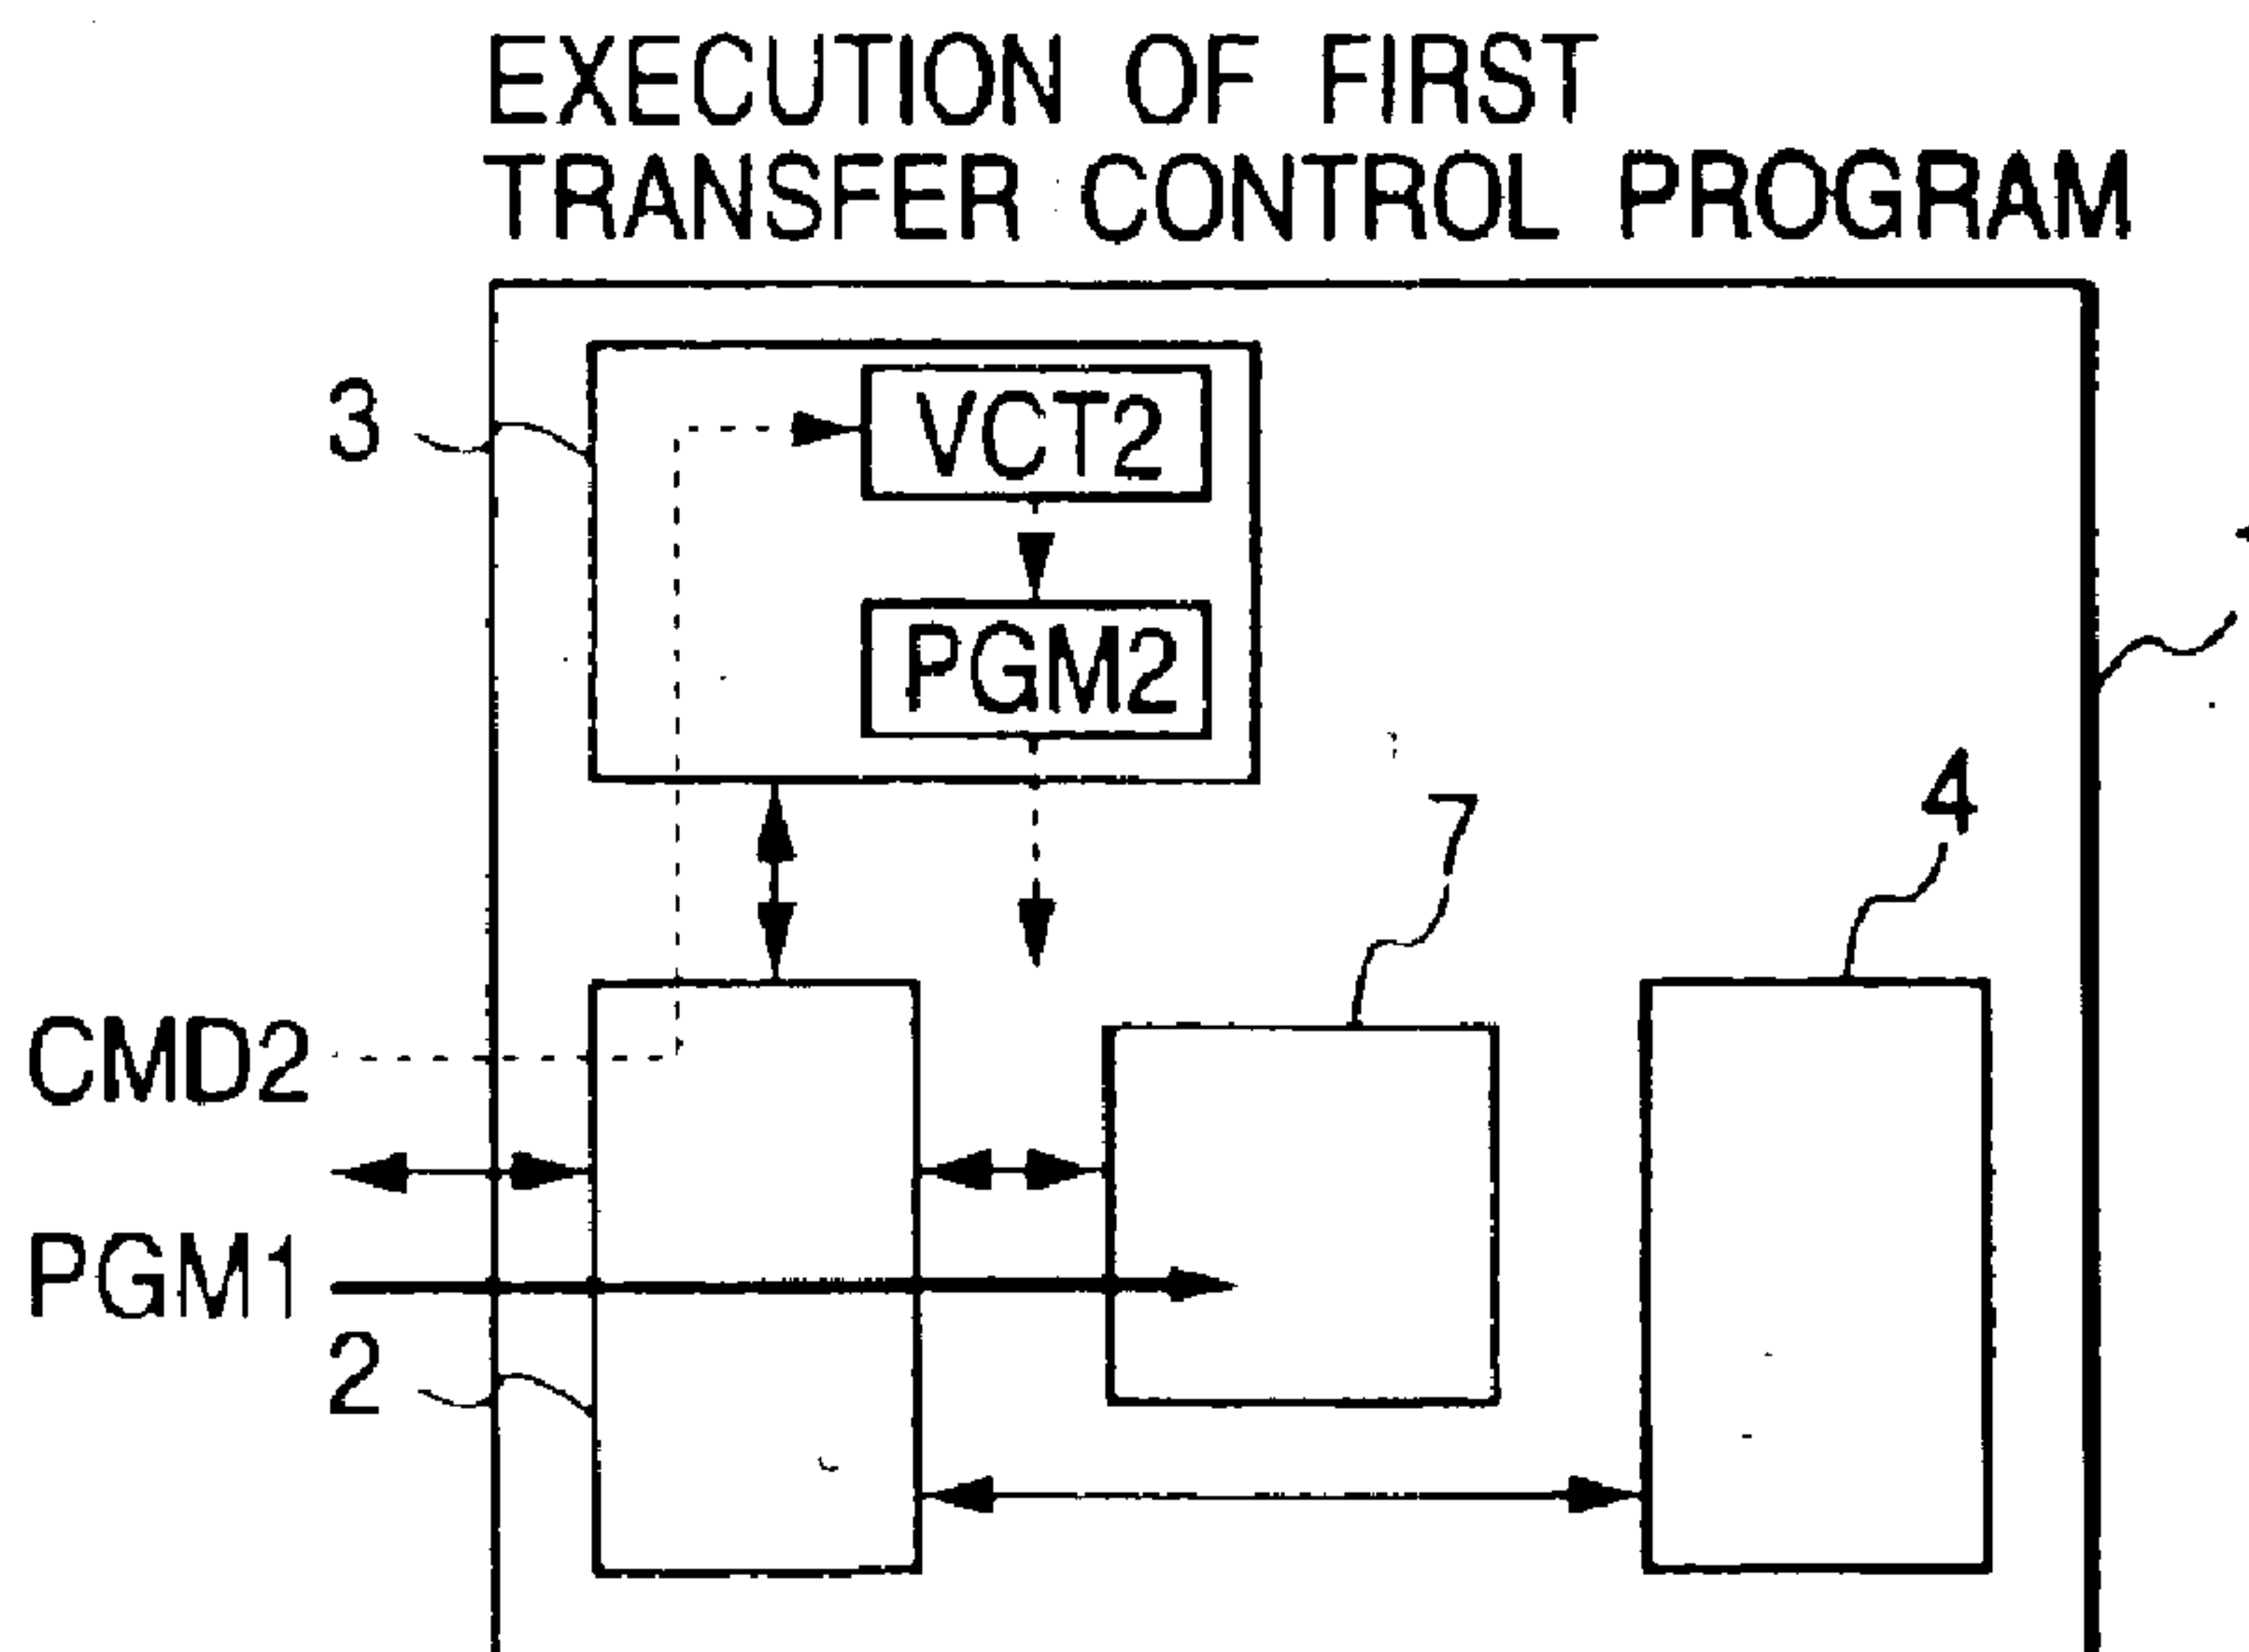 EXECUTION OF FIRST
TRANSFER CONTROL PROGRAM
3
VCT2
PGM2
7
4
CMD2
PGM1
2